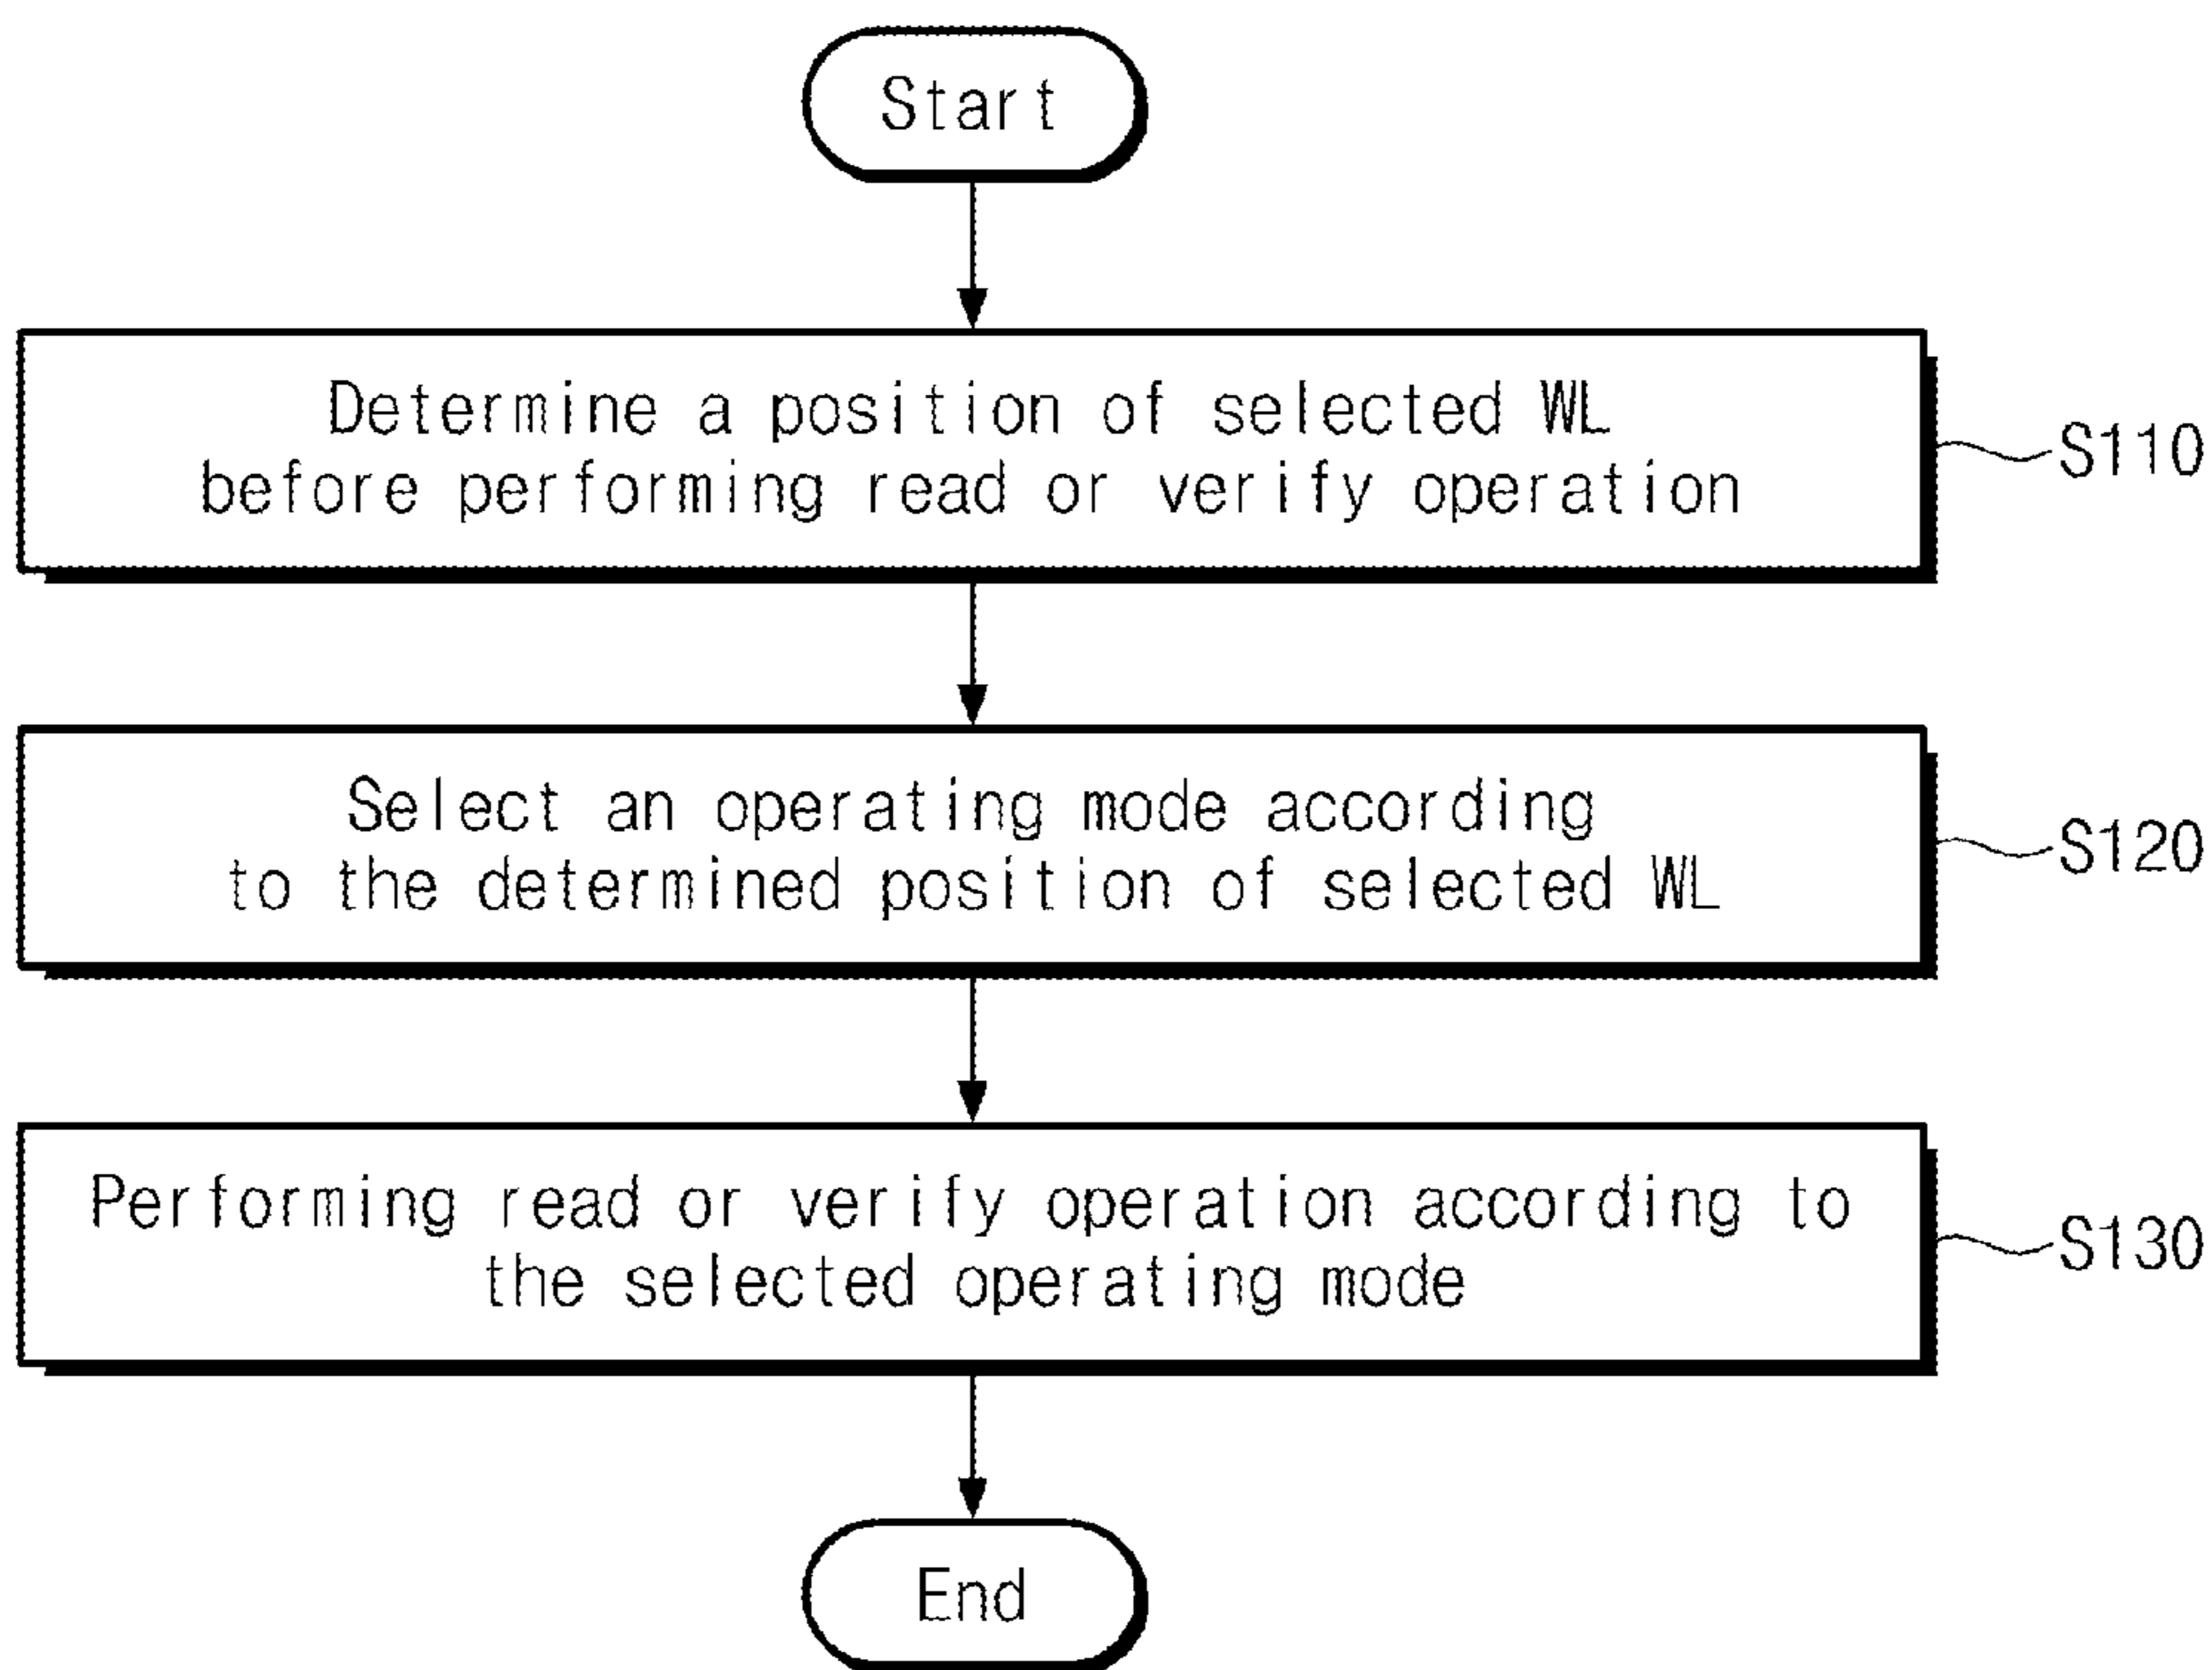 Start
Determine a position of selected WL
before performing read or verify operation
S110
Select an operating mode according
to the determined position of selected WL
S120
Performing read or verify operation according to
the selected operating mode
S130
End